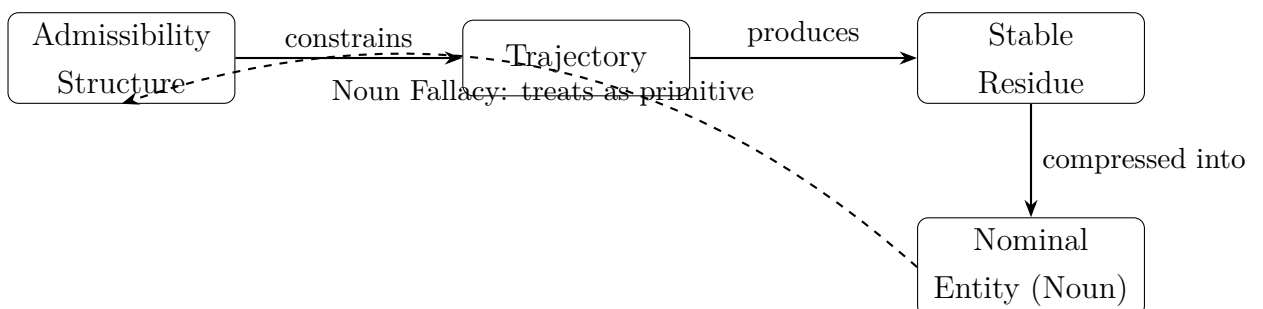 Admissibility
Structure
constrains
Trajectory
produces
Stable
Residue
Noun Fallacy: treats as primitive
compressed into
Nominal
Entity (Noun)